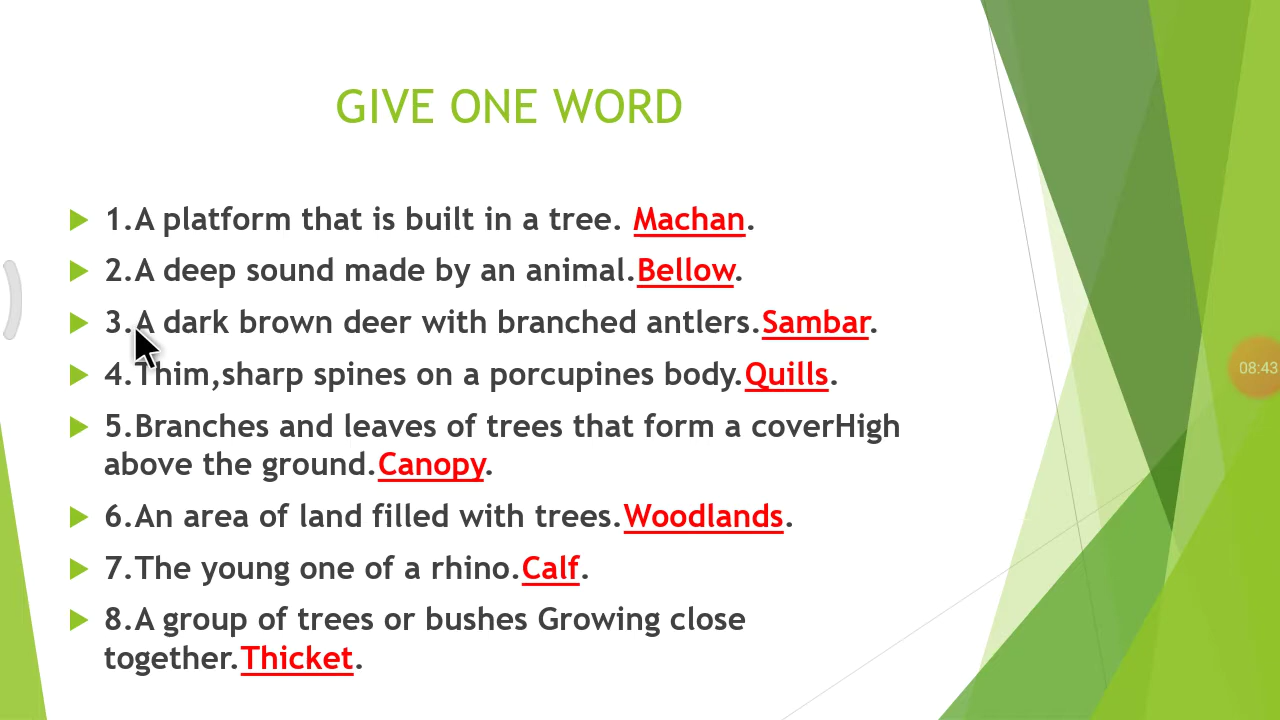 GIVE ONE WORD
1.A platform that is built in a tree. Machan.
2.A deep sound made by an animal.Bellow.
3.A dark brown deer with branched antlers.Sambar.
4.Thim,sharp spines on a porcupines body.Quills.
5.Branches and leaves of trees that form a coverHigh
above the ground.Canopy.
6.An area of land filled with trees.Woodlands.
7.The young one of a rhino.Calf.
8.A group of trees or bushes Growing close
together.Thicket.
08:43